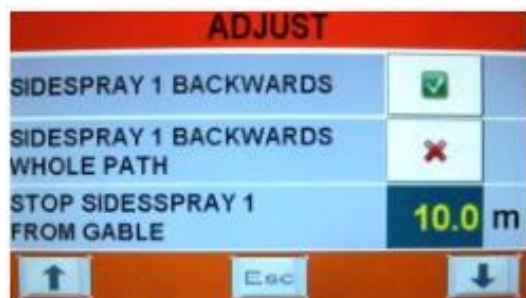 ADJUST
SIDESPRAY 1 BACKWARDS
SIDESPRAY 1 BACKWARDS
WHOLE PATH
STOP SIDESSPRAY 1
FROM GABLE
10.0 m
Esc